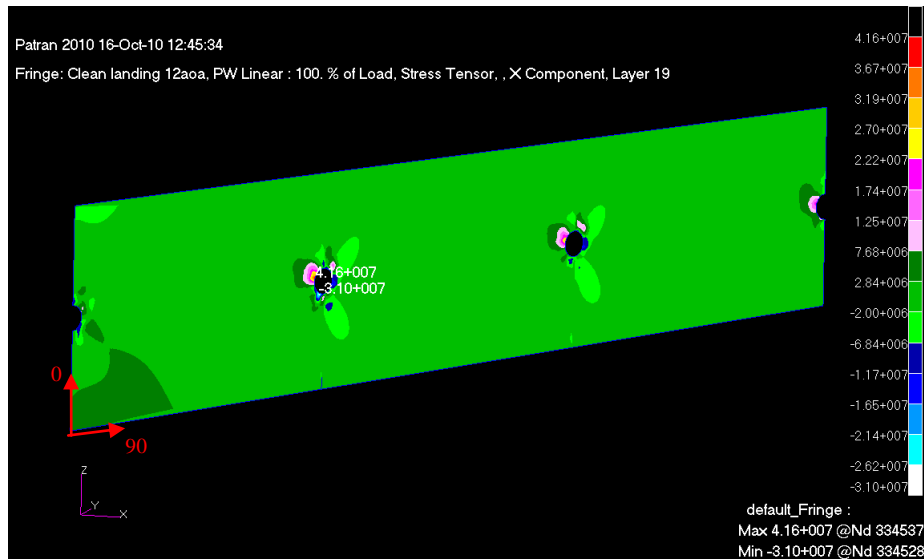 Patran 2010 16-Oct-10 12:45:34
Fringe: Clean landing 12aoa, PW Linear : 100. % of Load, Stress Tensor, , X Component, Layer 19
4.16+007
3.67+007
3.19+007
2.70+007
2.22+007
1.74+007
1.25+007
7.68+006
2.84+006
-2.00+006
-6.84+006
-1.17+007
-1.65+007
-2.14+007
-2.62+007
-3.10+007
4.16+007
-3.10+007
0
90
Z
Y
X
default_Fringe :
Max 4.16+007 @Nd 334537
Min -3.10+007 @Nd 334529